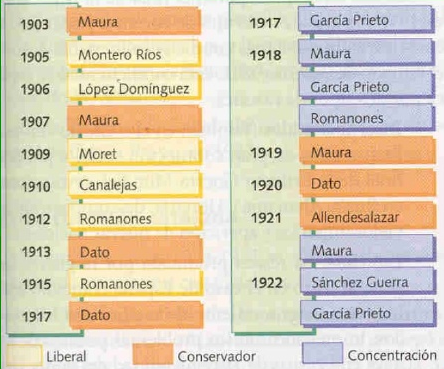 1903 Maura
1905 Montero Ríos
1906 López Domínguez
1907 Maura
1909 Moret
1910 Canalejas
1912 Romanones
1913 Dato
1915 Romanones
1917 Dato
1917 García Prieto
1918 Maura
García Prieto
Romanones
1919 Maura
1920 Dato
1921 Allendesalazar
Maura
1922 Sánchez Guerra
García Prieto
Liberal Conservador Concentración